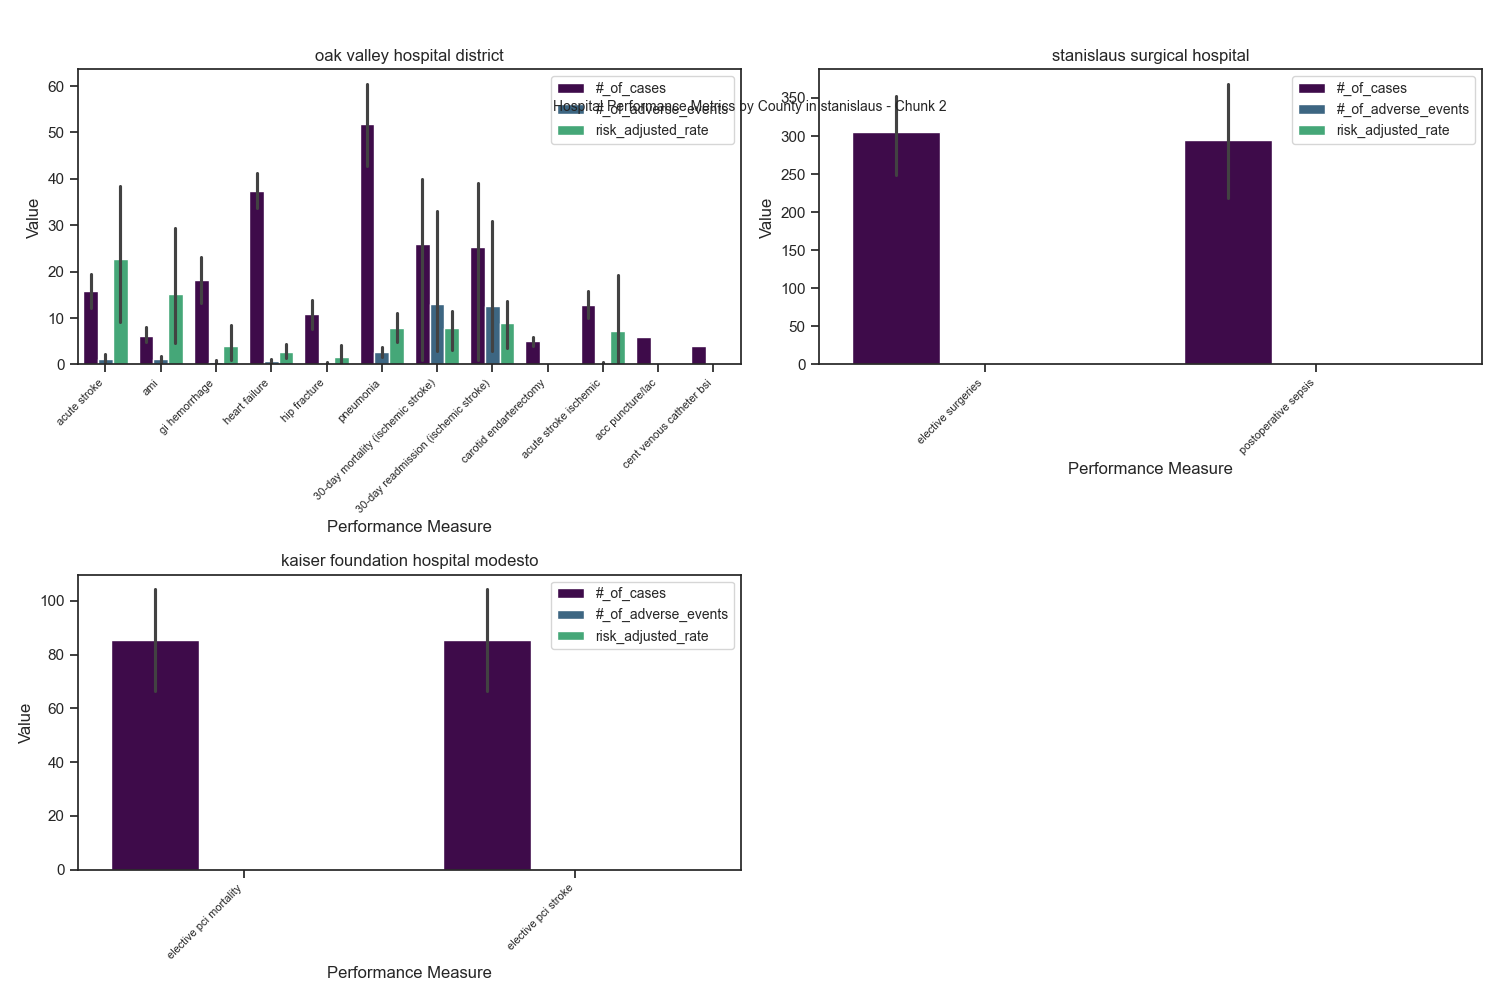 oak valley hospital district
#_of_cases
#_of_adverse_events
risk_adjusted_rate
60
50
40
30
20
10
0
Value
acute stroke
ami
gi hemorrhage
heart failure
hip fracture
pneumonia
30-day mortality (ischemic stroke)
30-day readmission (ischemic stroke)
carotid endarterectomy
acute stroke ischemic
acc puncture/lac
cent venous catheter bsi
Performance Measure
Hospital Performance Metrics by County in stanislaus - Chunk 2
stanislaus surgical hospital
#_of_cases
#_of_adverse_events
risk_adjusted_rate
350
300
250
200
150
100
50
0
Value
elective surgeries
postoperative sepsis
Performance Measure
kaiser foundation hospital modesto
#_of_cases
#_of_adverse_events
risk_adjusted_rate
100
80
60
40
20
0
Value
elective pci mortality
elective pci stroke
Performance Measure